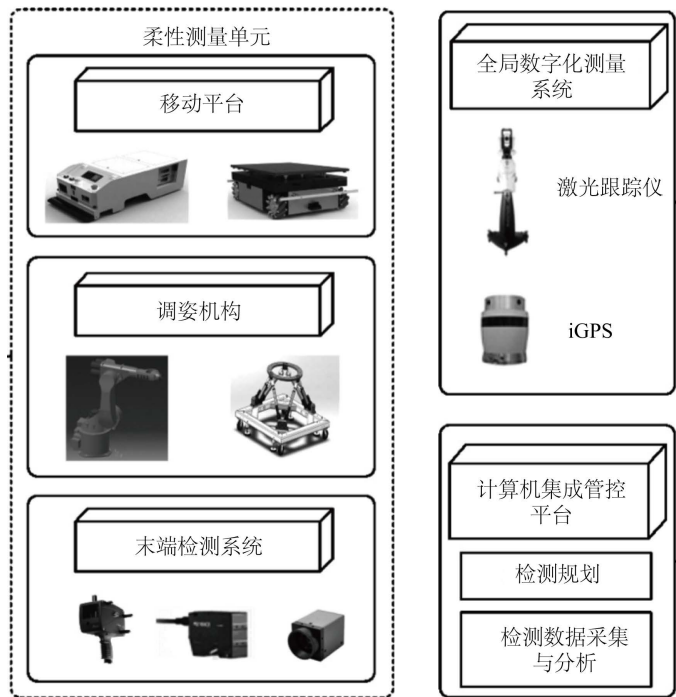 柔性测量单元
移动平台
调姿机构
末端检测系统
全局数字化测量
系统
激光跟踪仪
iGPS
计算机集成管控
平台
检测规划
检测数据采集
与分析